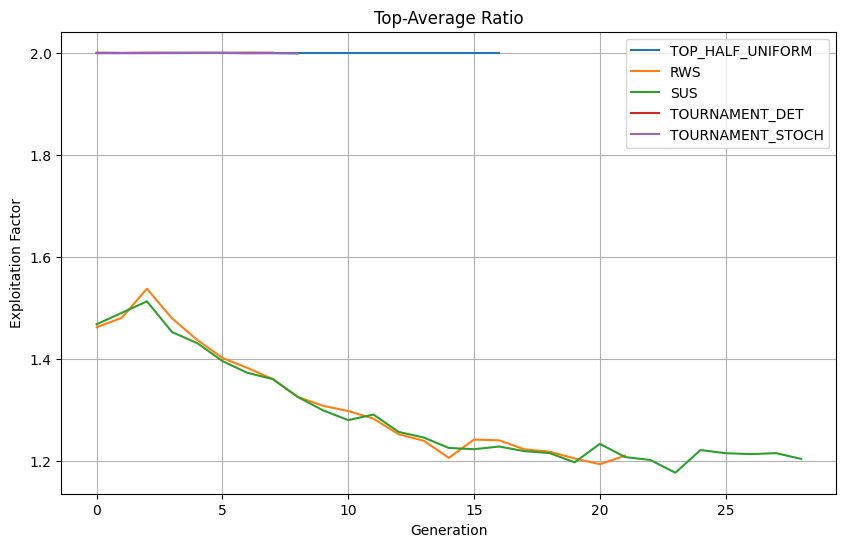 Top-Average Ratio
2.0
1.8
1.6
1.4
1.2
Exploitation Factor
TOP_HALF_UNIFORM
RWS
SUS
TOURNAMENT_DET
TOURNAMENT_STOCH
0 5 10 15 20 25
Generation